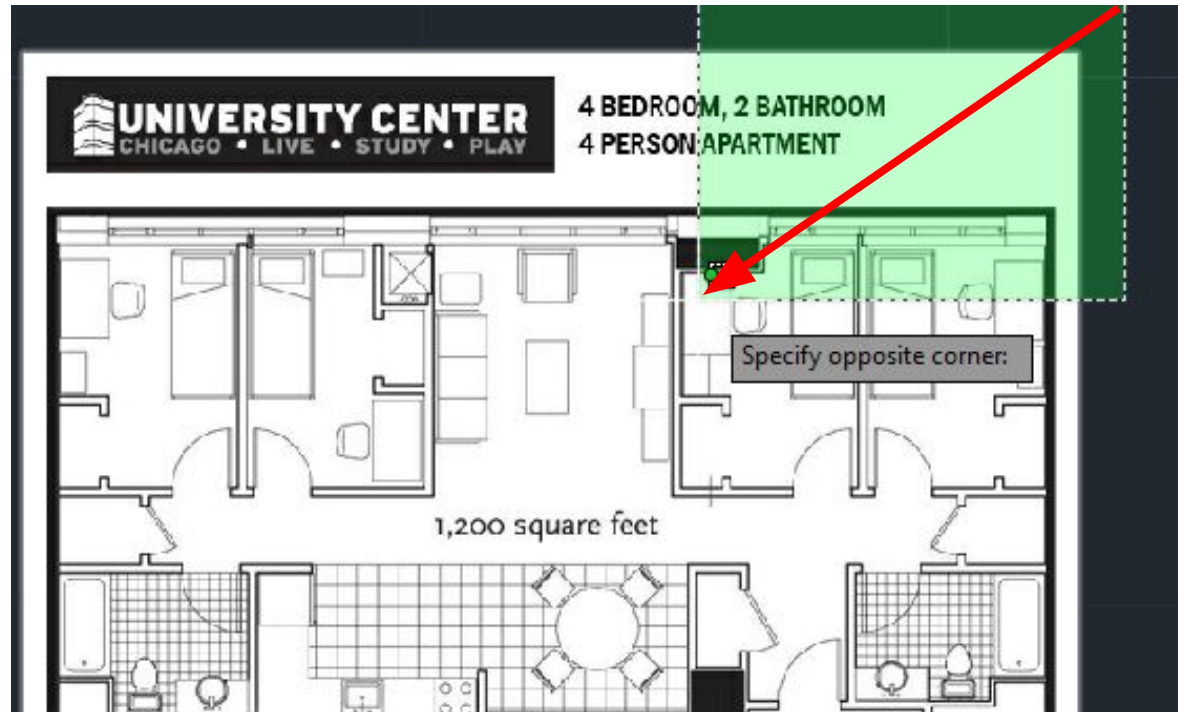 UNIVERSITY CENTER
CHICAGO • LIVE • STUDY • PLAY
4 BEDROOM, 2 BATHROOM
4 PERSON APARTMENT
Specify opposite corner:
1,200 square feet